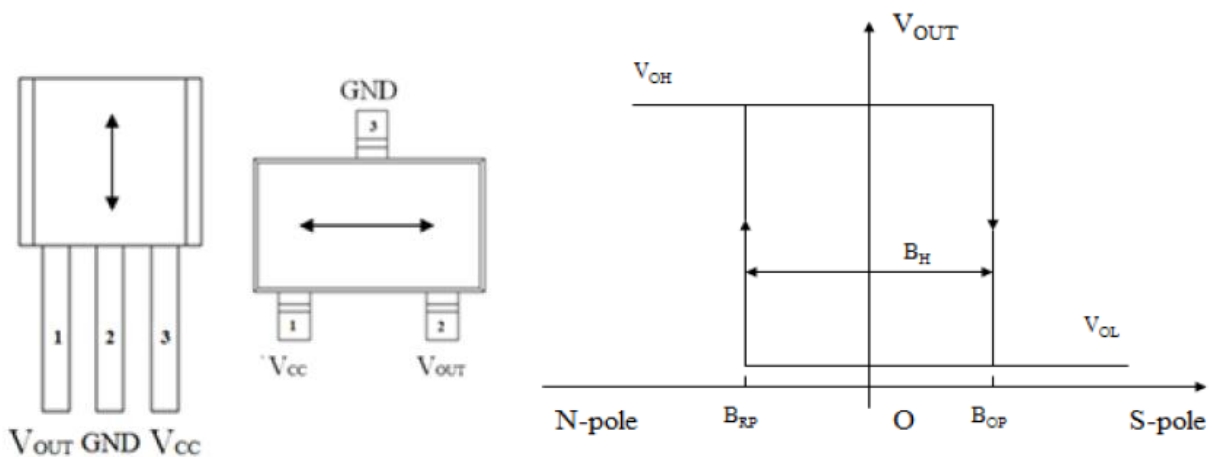 1 2 3
VOUT GND VCC
GND
3
1 2
VCC VOUT
VOUT
VOH
BH
VOL
N-pole BRP O BOP S-pole